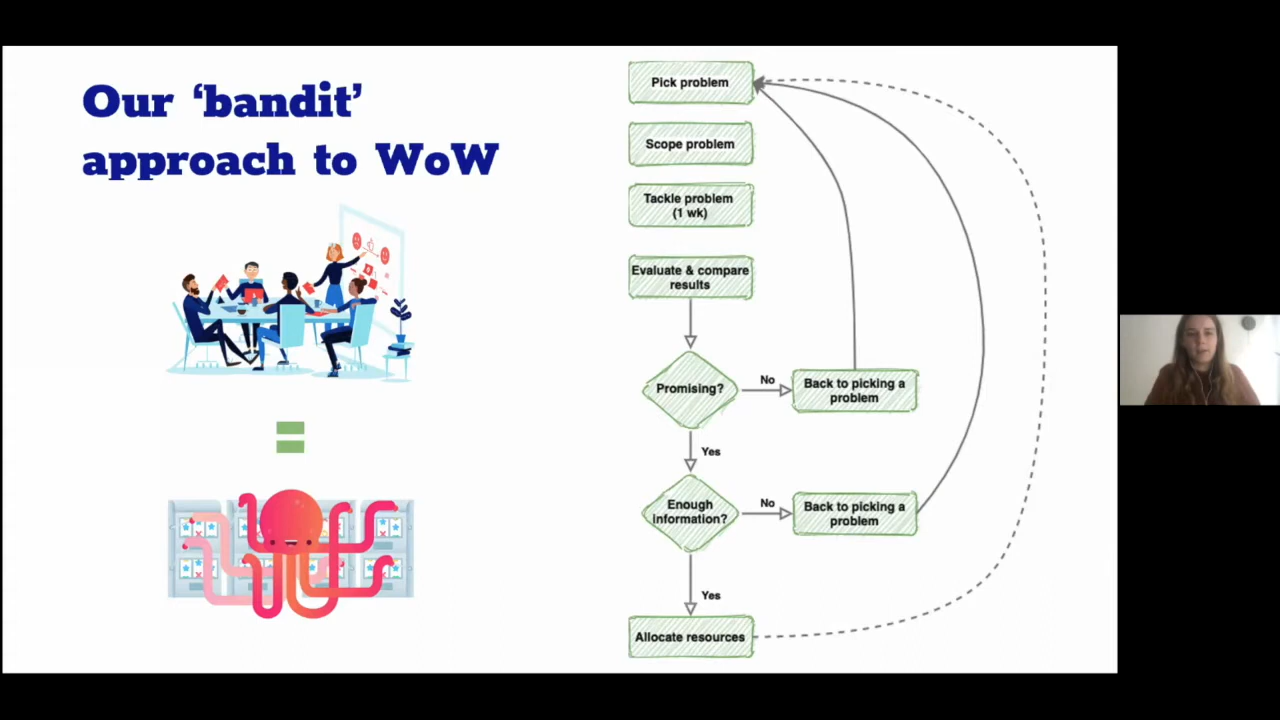 Our ‘bandit’
approach to WoW
Pick problem
Scope problem
Tackle problem
(1 wk)
Evaluate & compare
results
Promising?
No
Back to picking a
problem
Yes
Enough
information?
No
Back to picking a
problem
Yes
Allocate resources